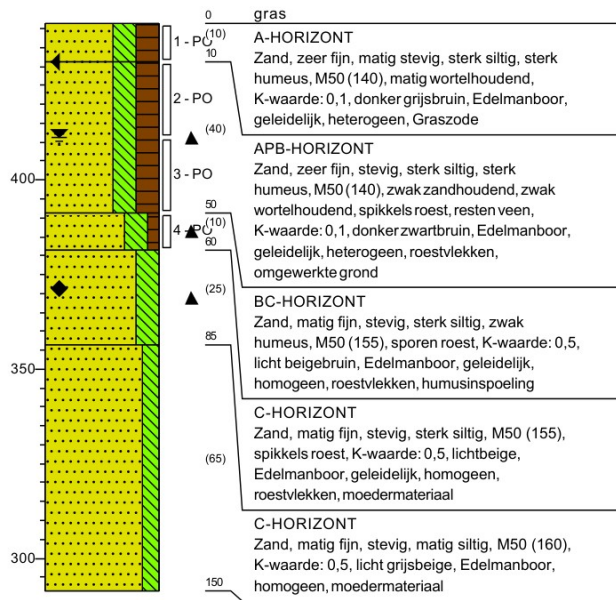 0 gras
1 - PO (10)
10
A-HORIZONT
Zand, zeer fijn, matig stevig, sterk siltig, sterk
humeus, M50 (140), matig wortelhoudend,
K-waarde: 0,1, donker grijsbruin, Edelmanboor,
geleidelijk, heterogeen, Graszode
2 - PO
(40)
APB-HORIZONT
Zand, zeer fijn, stevig, sterk siltig, sterk
humeus, M50 (140), zwak zandhoudend, zwak
wortelhoudend, spikkels roest, resten veen,
K-waarde: 0,1, donker zwartbruin, Edelmanboor,
geleidelijk, heterogeen, roestvlekken,
omgewerkte grond
400
3 - PO
50
4 - PO (10)
60
BC-HORIZONT
Zand, matig fijn, stevig, sterk siltig, zwak
humeus, M50 (155), sporen roest, K-waarde: 0,5,
licht beigebruin, Edelmanboor, geleidelijk,
homogeen, roestvlekken, humusinspoeling
(25)
85
350
C-HORIZONT
Zand, matig fijn, stevig, sterk siltig, M50 (155),
spikkels roest, K-waarde: 0,5, lichtbeige,
Edelmanboor, geleidelijk, homogeen,
roestvlekken, moedermateriaal
(65)
C-HORIZONT
Zand, matig fijn, stevig, matig siltig, M50 (160),
K-waarde: 0,5, licht grijsbeige, Edelmanboor,
homogeen, moedermateriaal
300
150